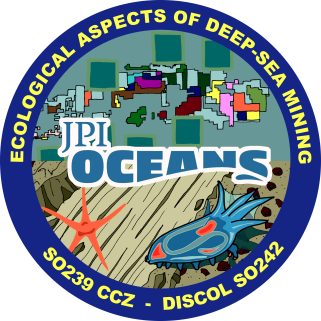 ECOLOGICAL ASPECTS OF DEEP-SEA MINING
JPI
OCEANS
SO239 CCZ - DISCOL SO242